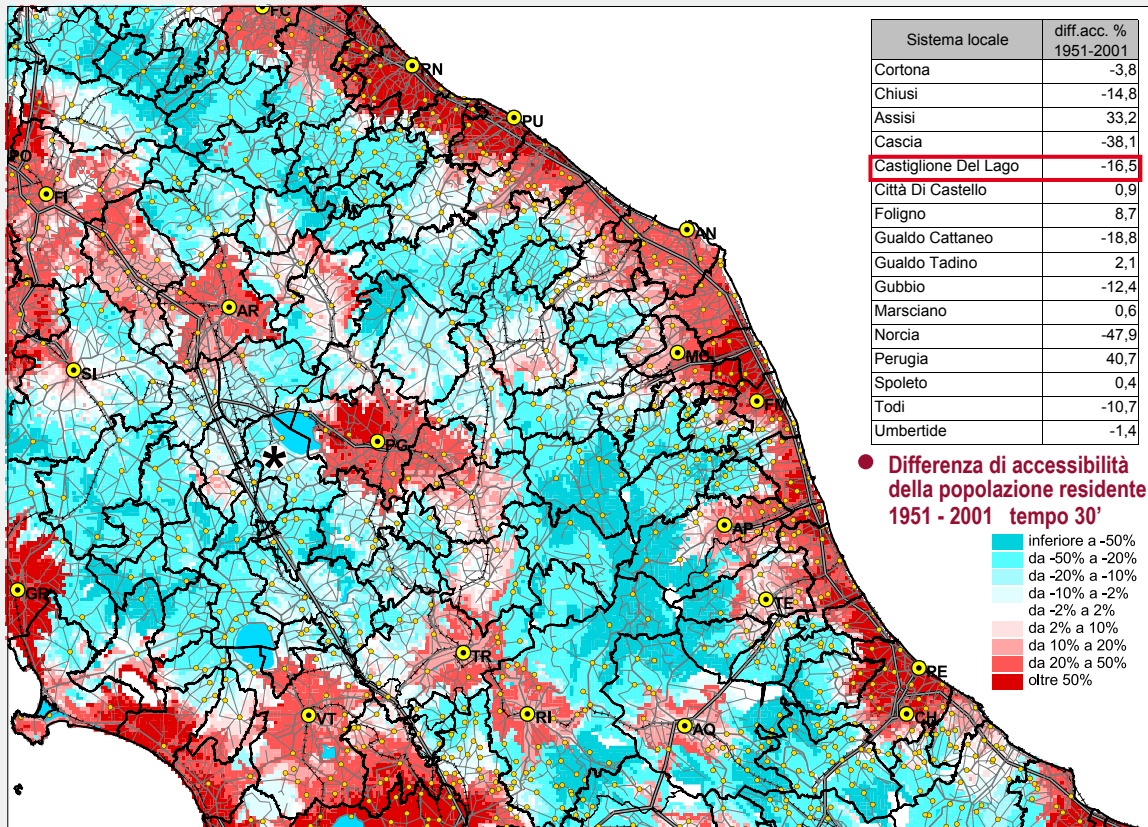 FC
RN
PU
PO
FI
AN
AR
MC
SI
PG
*
AP
GR
TE
TR
PE
VT
RI
AQ
CH
Sistema locale diff.acc. % 1951-2001
Cortona -3,8
Chiusi -14,8
Assisi 33,2
Cascia -38,1
Castiglione Del Lago -16,5
Città Di Castello 0,9
Foligno 8,7
Gualdo Cattaneo -18,8
Gualdo Tadino 2,1
Gubbio -12,4
Marsciano 0,6
Norcia -47,9
Perugia 40,7
Spoleto 0,4
Todi -10,7
Umbertide -1,4
● Differenza di accessibilità
della popolazione residente
1951 - 2001 tempo 30'
inferiore a -50%
da -50% a -20%
da -20% a -10%
da -10% a -2%
da -2% a 2%
da 2% a 10%
da 10% a 20%
da 20% a 50%
oltre 50%